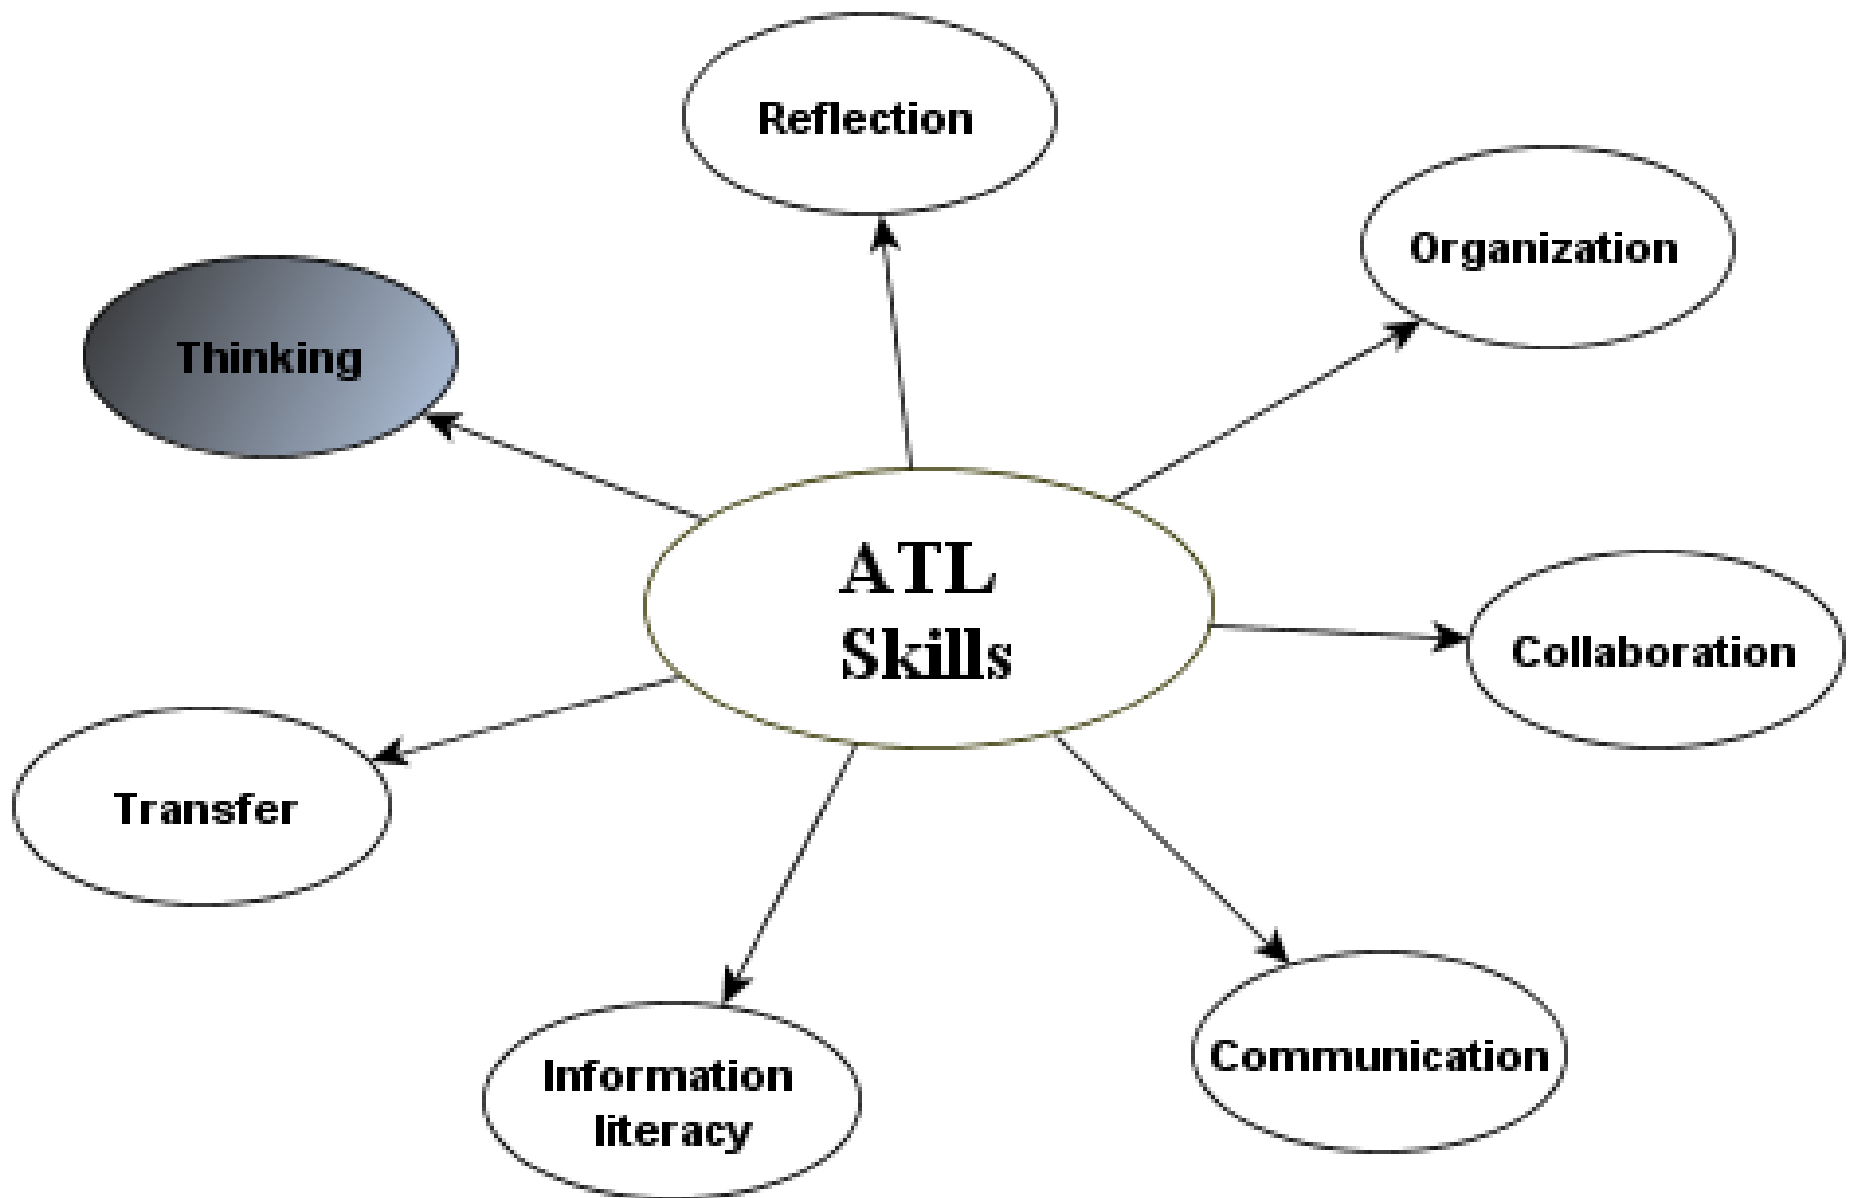 Reflection
Organization
Thinking
ATL
Skills
Collaboration
Transfer
Communication
Information
literacy